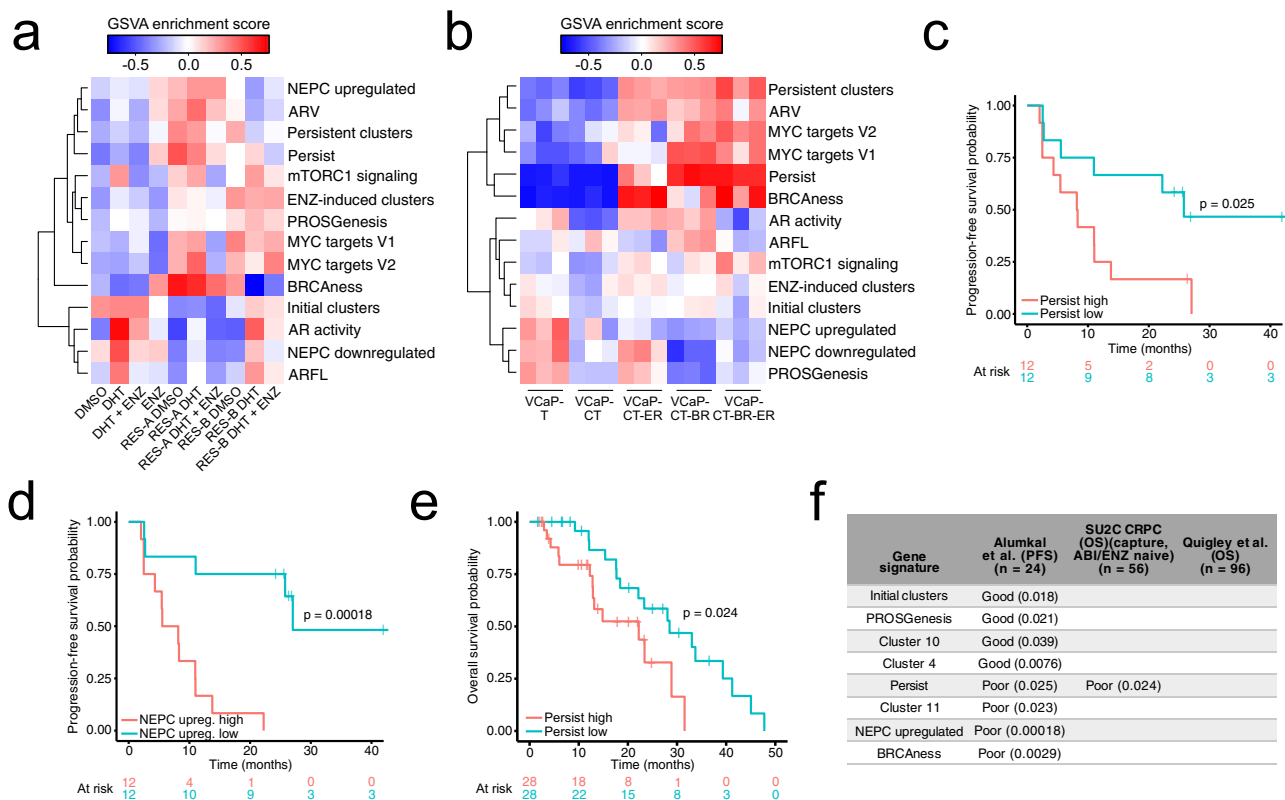 a
GSVA enrichment score
-0.5 0.0 0.5
NEPC upregulated
ARV
Persistent clusters
Persist
mTORC1 signaling
ENZ-induced clusters
PROSGenesis
MYC targets V1
MYC targets V2
BRCAness
Initial clusters
AR activity
NEPC downregulated
ARFL
DMSO
DHT
DHT + ENZ
ENZ
RES-A DMSO
RES-A DHT
RES-A DHT + ENZ
RES-B DMSO
RES-B DHT
RES-B DHT + ENZ
b
GSVA enrichment score
-0.5 0.0 0.5
Persistent clusters
ARV
MYC targets V2
MYC targets V1
Persist
BRCAness
AR activity
ARFL
mTORC1 signaling
ENZ-induced clusters
Initial clusters
NEPC upregulated
NEPC downregulated
PROSGenesis
VCaP- VCaP- VCaP- VCaP- VCaP-
T CT CT-ER CT-BR CT-BR-ER
c
Progression-free survival probability
1.00
0.75
0.50
0.25
0.00
p = 0.025
Persist high
Persist low
0 10 20 30 40
Time (months)
At risk
12 5 2 0 0
12 9 8 3 3
d
Progression-free survival probability
1.00
0.75
0.50
0.25
0.00
p = 0.00018
NEPC upreg. high
NEPC upreg. low
0 10 20 30 40
Time (months)
At risk
12 4 1 0 0
12 10 9 3 3
e
Overall survival probability
1.00
0.75
0.50
0.25
0.00
p = 0.024
Persist high
Persist low
0 10 20 30 40 50
Time (months)
At risk
28 18 8 1 0 0
28 22 15 8 3 0
f
Gene signature
Alumkal et al. (PFS) (n = 24)
SU2C CRPC (OS)(capture, ABI/ENZ naive) (n = 56)
Quigley et al. (OS) (n = 96)
Initial clusters Good (0.018)
PROSGenesis Good (0.021)
Cluster 10 Good (0.039)
Cluster 4 Good (0.0076)
Persist Poor (0.025) Poor (0.024)
Cluster 11 Poor (0.023)
NEPC upregulated Poor (0.00018)
BRCAness Poor (0.0029)